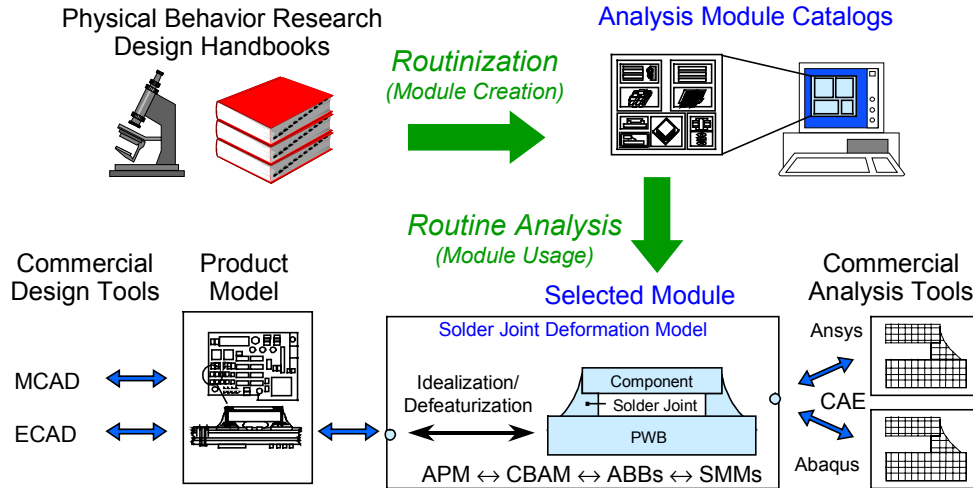 Physical Behavior Research
Design Handbooks
Routinization
(Module Creation)
Analysis Module Catalogs
Routine Analysis
(Module Usage)
Commercial
Design Tools
Product
Model
Selected Module
Commercial
Analysis Tools
Solder Joint Deformation Model
MCAD
ECAD
Idealization/
Defeaturization
Component
Solder Joint
PWB
APM ↔ CBAM ↔ ABBs ↔ SMMs
Ansys
CAE
Abaqus